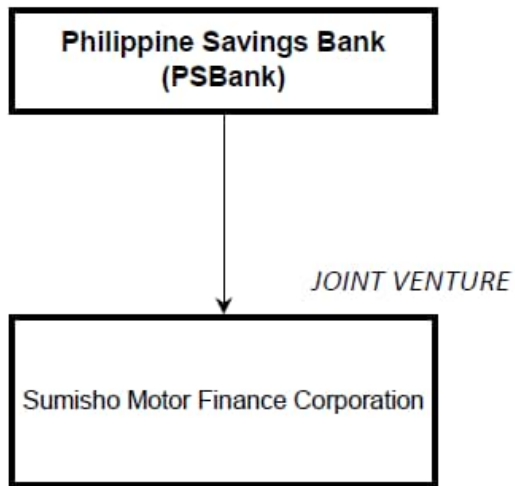 Philippine Savings Bank
(PSBank)
JOINT VENTURE
Sumisho Motor Finance Corporation